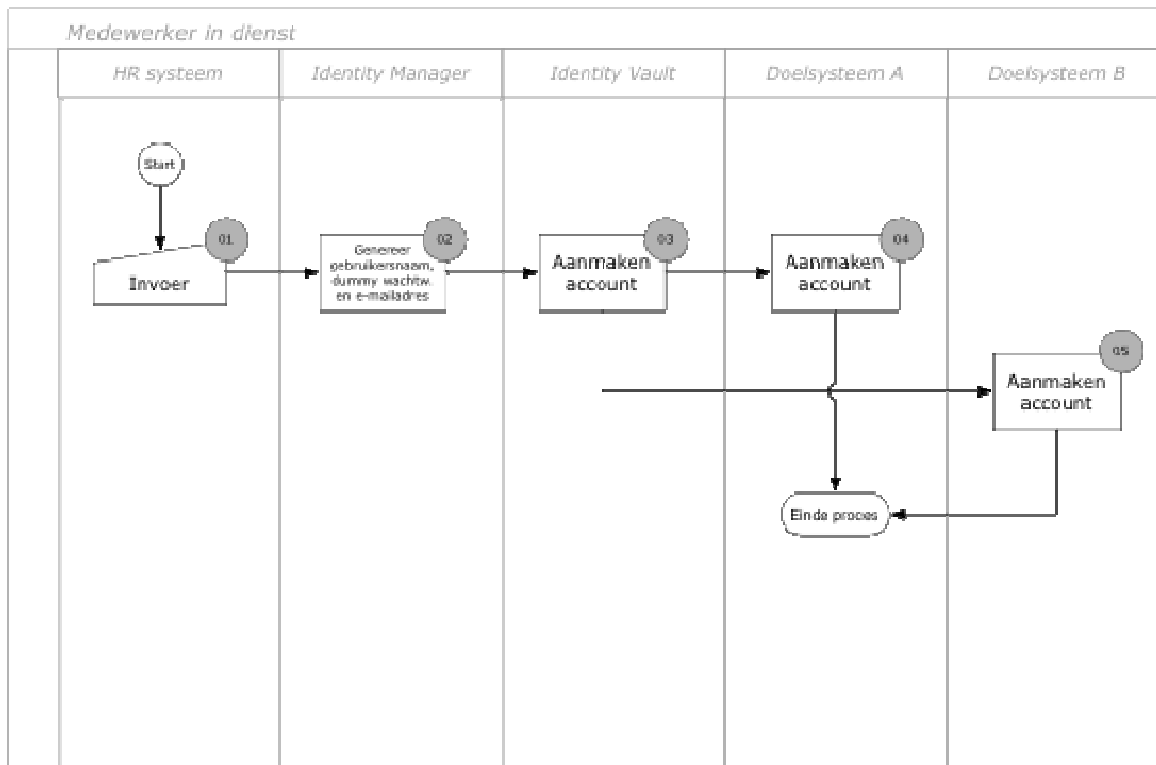 Medewerker in dienst
HR systeem
Identity Manager
Identity Vault
Doelsysteem A
Doelsysteem B
Start
01
Invoer
02
Genereer
gebruikersnaam,
dummy wachtw.
en e-mailadres
03
Aanmaken
account
04
Aanmaken
account
05
Aanmaken
account
Einde proces